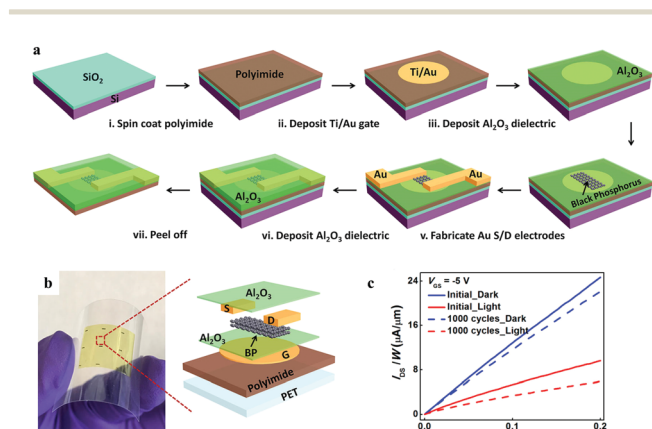 a
SiO2
Si
Polyimide
Ti/Au
Al2O3
i. Spin coat polyimide
ii. Deposit Ti/Au gate
iii. Deposit Al2O3 dielectric
Al2O3
Au
Au
Black Phosphorus
vii. Peel off
vi. Deposit Al2O3 dielectric
v. Fabricate Au S/D electrodes
b
Al2O3
S
D
Al2O3
BP
G
Polyimide
PET
c
VGS = -5 V
Initial_Dark
Initial_Light
1000 cycles_Dark
1000 cycles_Light
IDS/W (μA/μm)
24
16
8
0
0.0
0.1
0.2